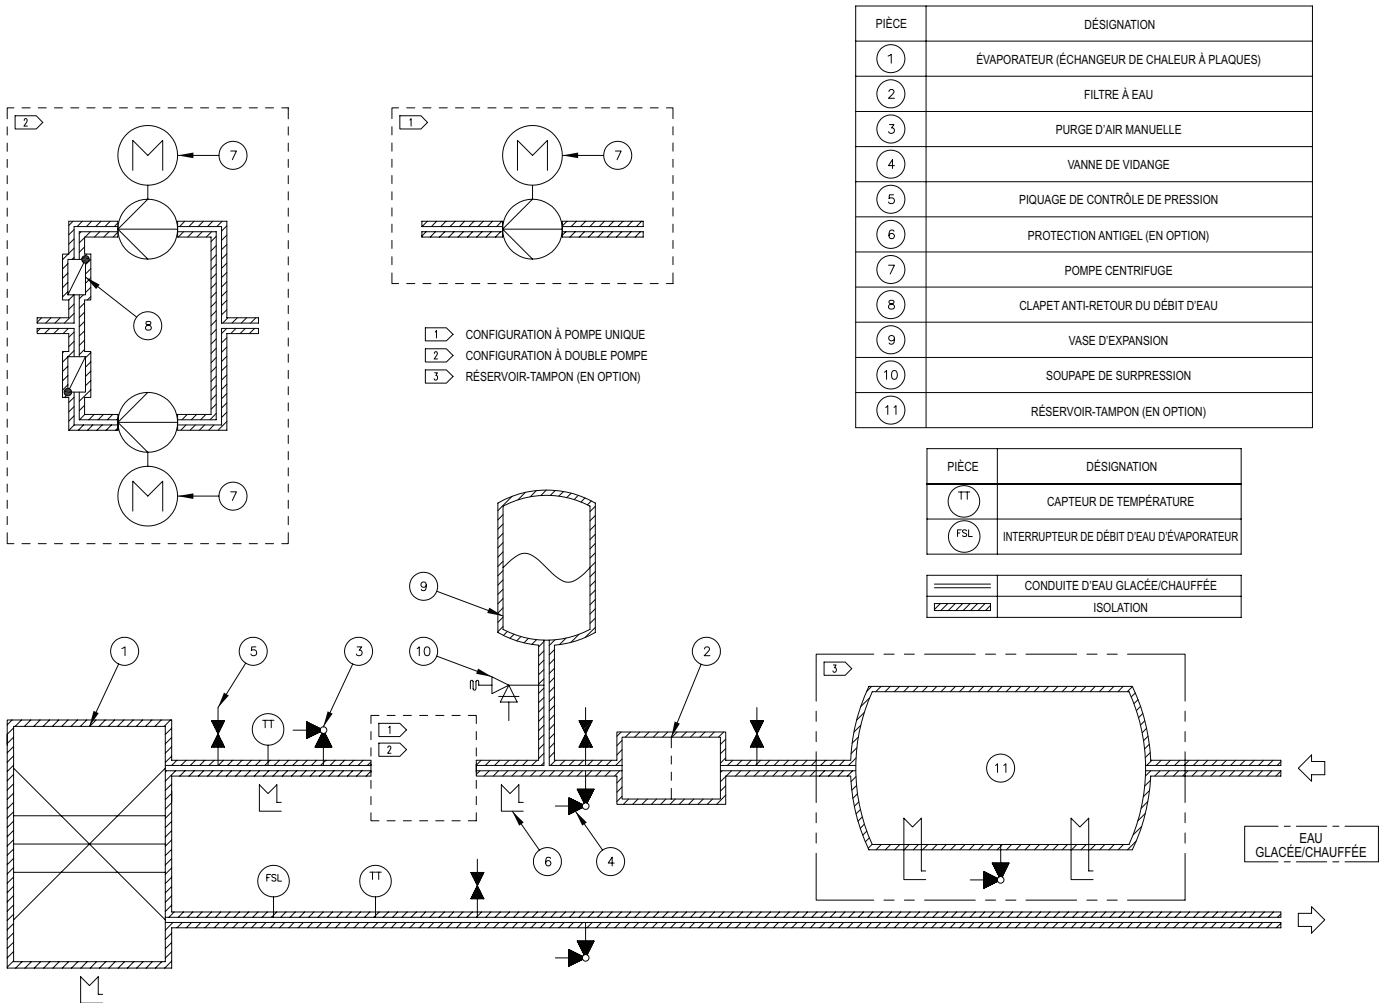 PIÈCE DÉSIGNATION
1 ÉVAPORATEUR (ÉCHANGEUR DE CHALEUR À PLAQUES)
2 FILTRE À EAU
3 PURGE D'AIR MANUELLE
4 VANNE DE VIDANGE
5 PIQUAGE DE CONTRÔLE DE PRESSION
6 PROTECTION ANTIGEL (EN OPTION)
7 POMPE CENTRIFUGE
8 CLAPET ANTI-RETOUR DU DÉBIT D'EAU
9 VASE D'EXPANSION
10 SOUPAPE DE SURPRESSION
11 RÉSERVOIR-TAMPON (EN OPTION)
2
M 7
8
M 7
1
M 7
1 CONFIGURATION À POMPE UNIQUE
2 CONFIGURATION À DOUBLE POMPE
3 RÉSERVOIR-TAMPON (EN OPTION)
PIÈCE DÉSIGNATION
TT CAPTEUR DE TEMPÉRATURE
FSL INTERRUPTEUR DE DÉBIT D'EAU D'ÉVAPORATEUR
CONDUITE D'EAU GLACÉE/CHAUFFÉE
ISOLATION
9
1 5 3 10 2
3
TT
1
2
11
6 4
EAU
GLACÉE/CHAUFFÉE
FSL TT